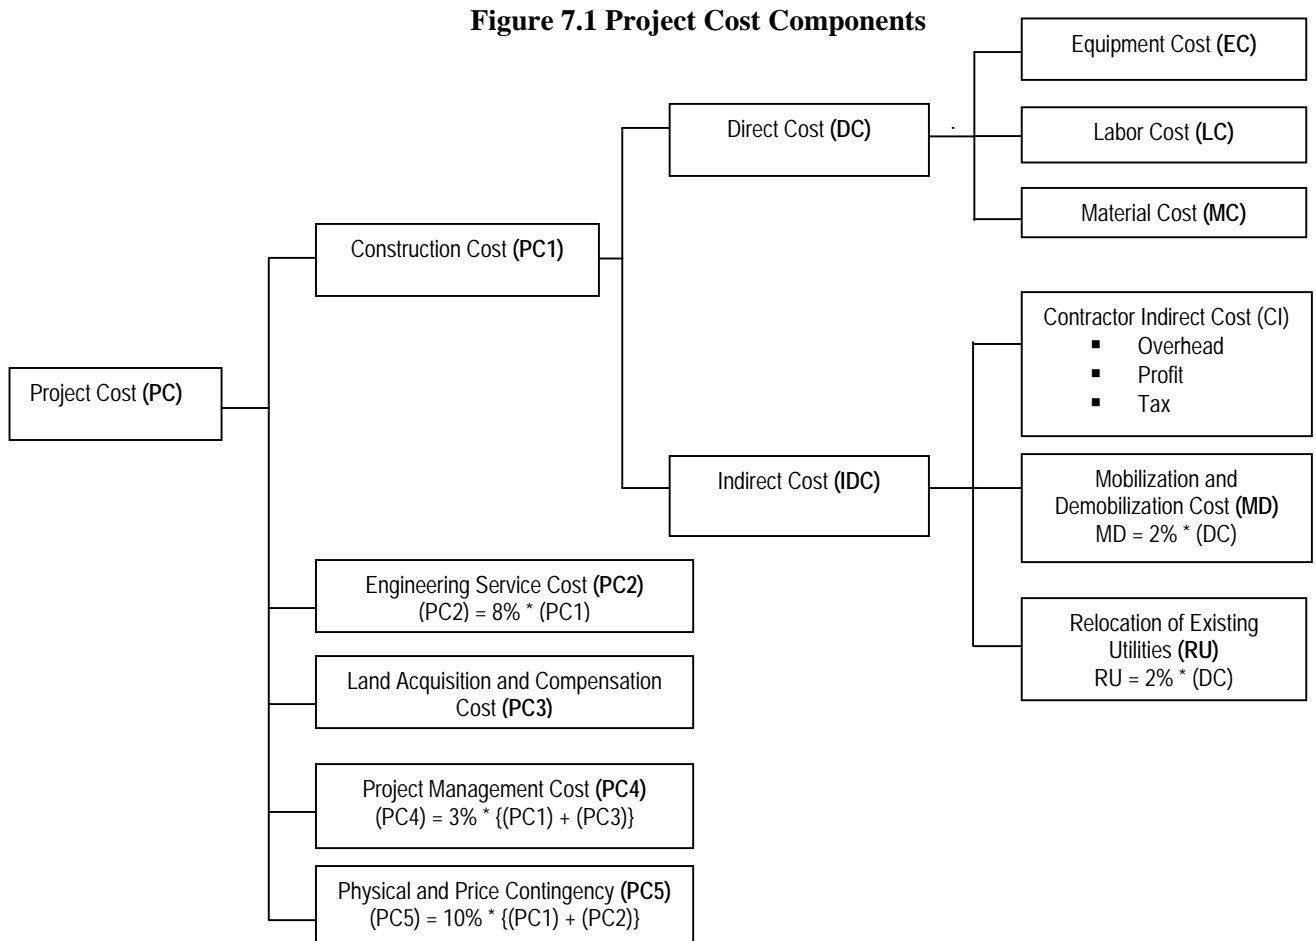 Figure 7.1 Project Cost Components
Equipment Cost (EC)
Direct Cost (DC)
Labor Cost (LC)
Material Cost (MC)
Construction Cost (PC1)
Contractor Indirect Cost (CI)
▪ Overhead
▪ Profit
▪ Tax
Project Cost (PC)
Indirect Cost (IDC)
Mobilization and
Demobilization Cost (MD)
MD = 2% * (DC)
Engineering Service Cost (PC2)
(PC2) = 8% * (PC1)
Relocation of Existing
Utilities (RU)
RU = 2% * (DC)
Land Acquisition and Compensation
Cost (PC3)
Project Management Cost (PC4)
(PC4) = 3% * {(PC1) + (PC3)}
Physical and Price Contingency (PC5)
(PC5) = 10% * {(PC1) + (PC2)}